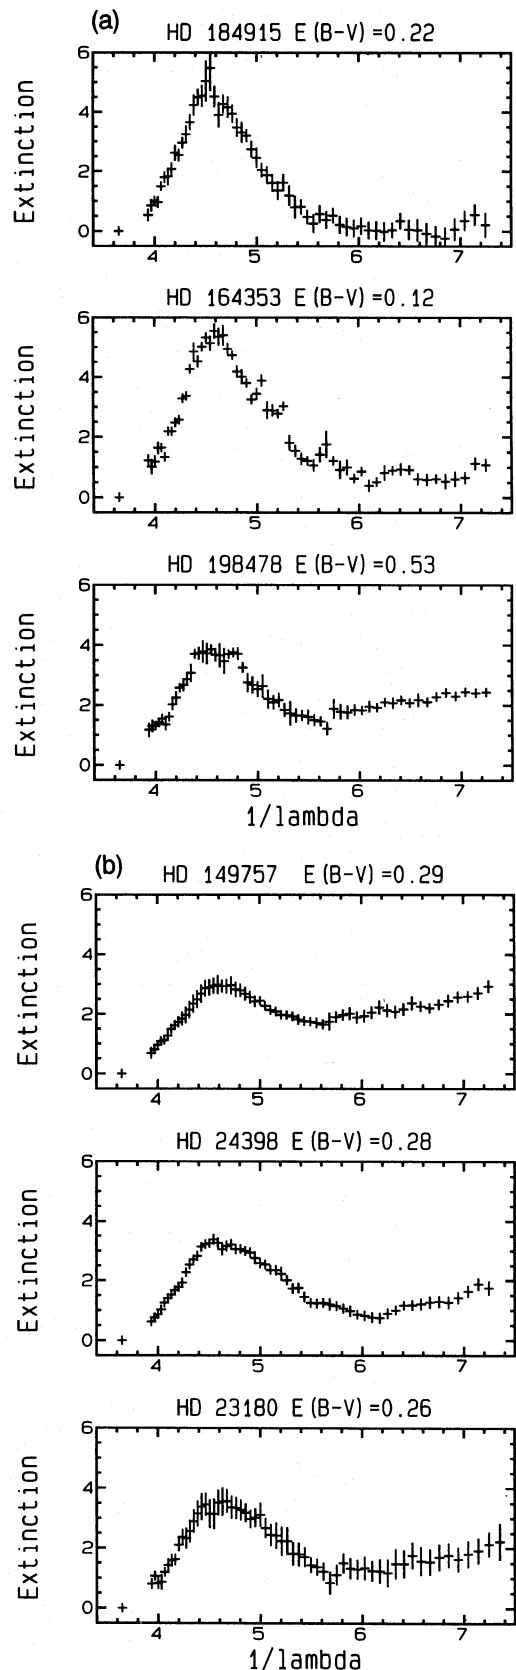 (a)
HD 184915 E(B-V)=0.22
6
4
2
0
Extinction
4 5 6 7
HD 164353 E(B-V)=0.12
6
4
2
0
Extinction
4 5 6 7
HD 198478 E(B-V)=0.53
6
4
2
0
Extinction
4 5 6 7
1/lambda
(b)
HD 149757 E(B-V)=0.29
6
4
2
0
Extinction
4 5 6 7
HD 24398 E(B-V)=0.28
6
4
2
0
Extinction
4 5 6 7
HD 23180 E(B-V)=0.26
6
4
2
0
Extinction
4 5 6 7
1/lambda